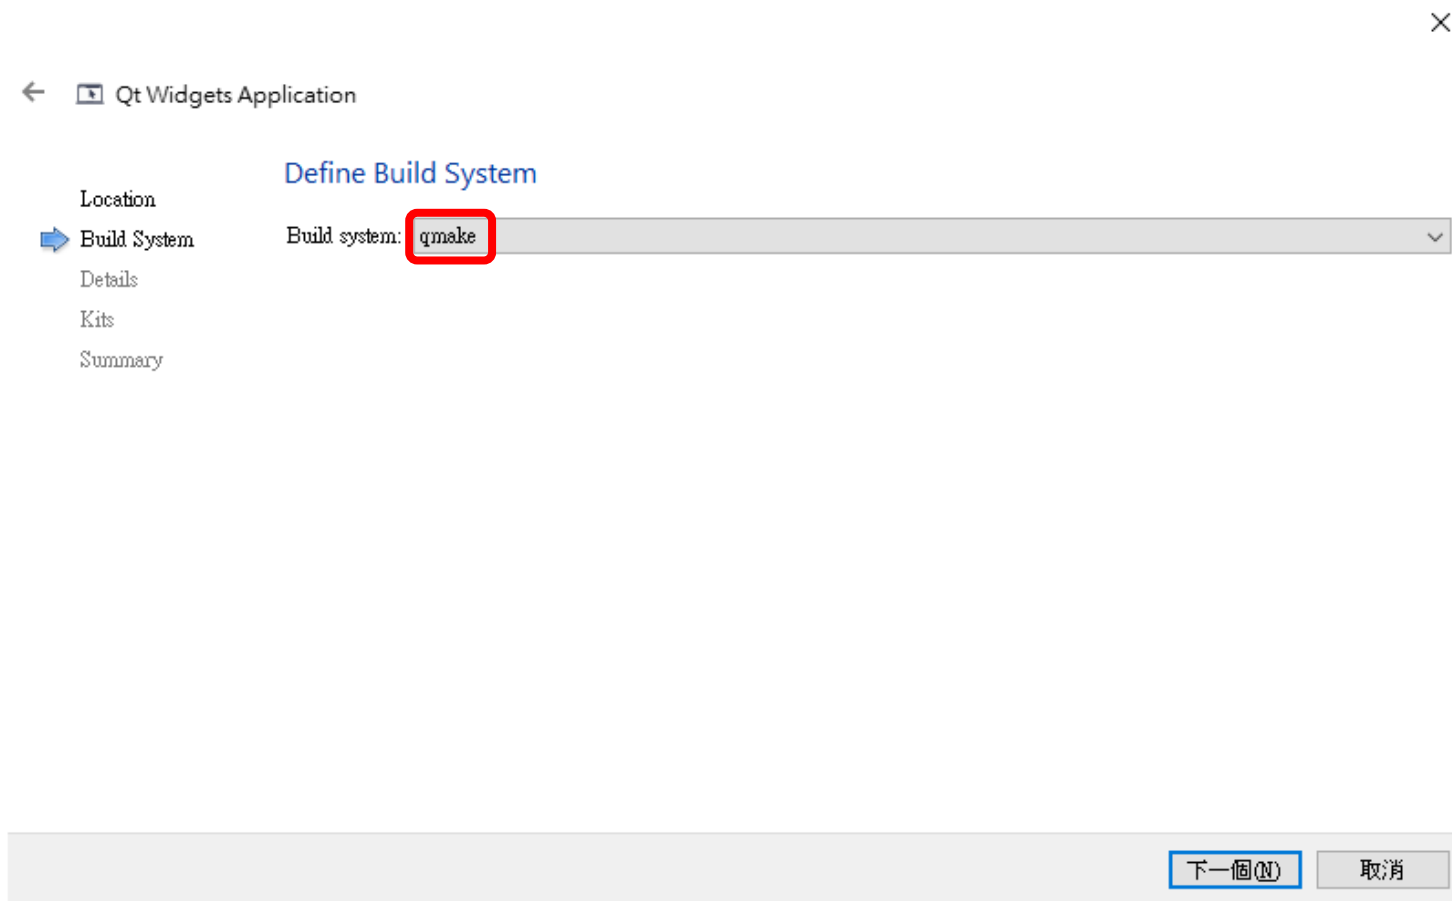 Qt Widgets Application
Define Build System
Location
Build System
Details
Kits
Summary
Build system: qmake
下一個(N)
取消